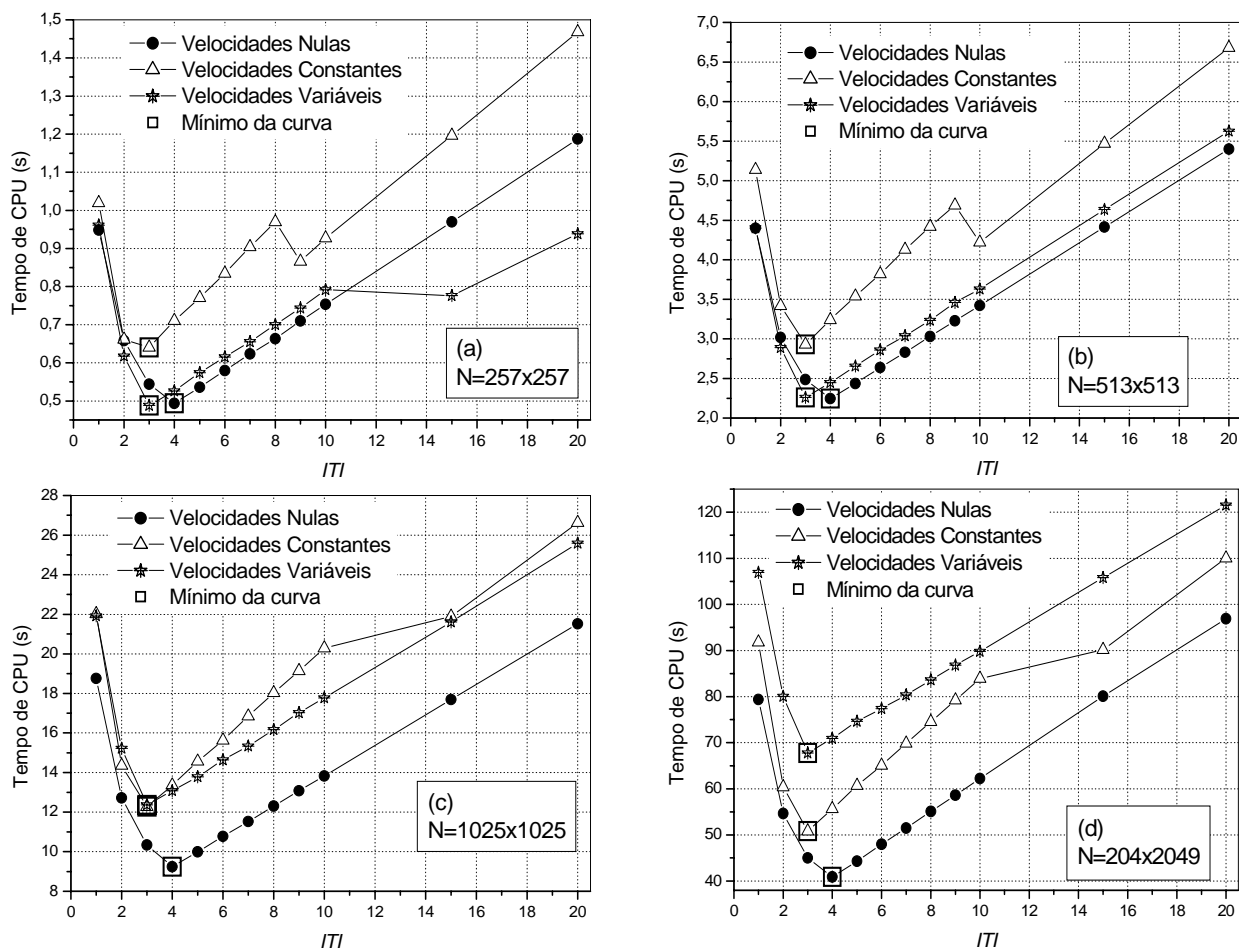 1,5
1,4
1,3
1,2
1,1
1,0
0,9
0,8
0,7
0,6
0,5
Tempo de CPU (s)
Velocidades Nulas
Velocidades Constantes
Velocidades Variáveis
Mínimo da curva
(a)
N=257x257
0 2 4 6 8 10 12 14 16 18 20
ITI
7,0
6,5
6,0
5,5
5,0
4,5
4,0
3,5
3,0
2,5
2,0
Tempo de CPU (s)
Velocidades Nulas
Velocidades Constantes
Velocidades Variáveis
Mínimo da curva
(b)
N=513x513
0 2 4 6 8 10 12 14 16 18 20
ITI
28
26
24
22
20
18
16
14
12
10
8
Tempo de CPU (s)
Velocidades Nulas
Velocidades Constantes
Velocidades Variáveis
Mínimo da curva
(c)
N=1025x1025
0 2 4 6 8 10 12 14 16 18 20
ITI
120
110
100
90
80
70
60
50
40
Tempo de CPU (s)
Velocidades Nulas
Velocidades Constantes
Velocidades Variáveis
Mínimo da curva
(d)
N=204x2049
0 2 4 6 8 10 12 14 16 18 20
ITI